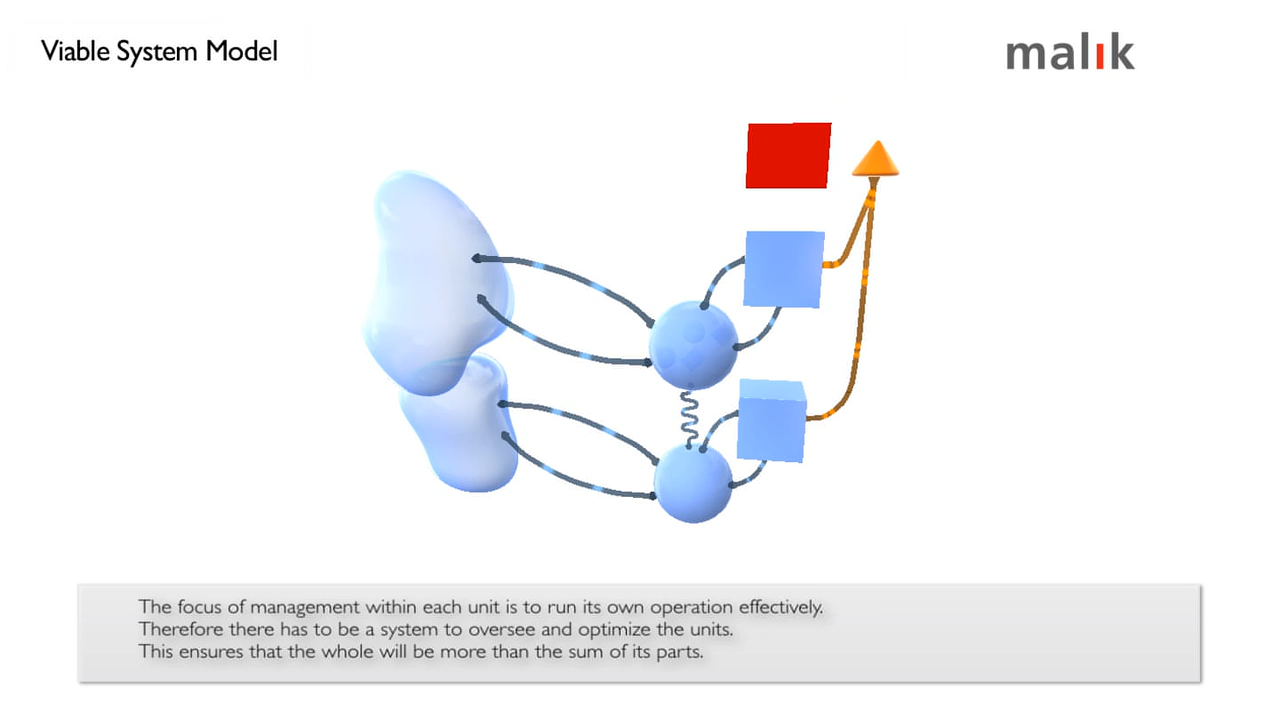 Viable System Model
malik
The focus of management within each unit is to run its own operation effectively.
Therefore there has to be a system to oversee and optimize the units.
This ensures that the whole will be more than the sum of its parts.